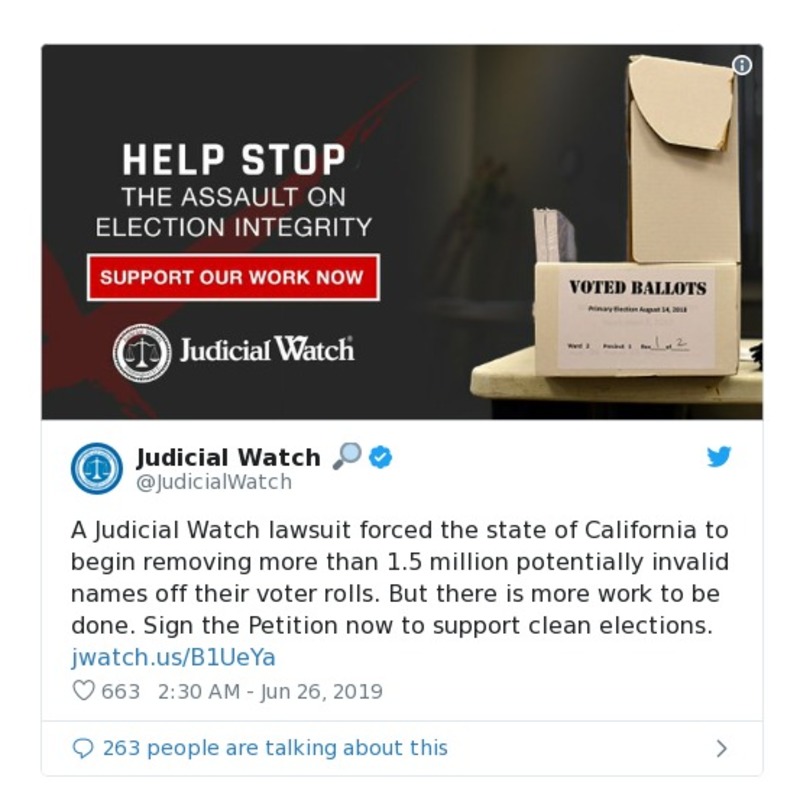 HELP STOP
THE ASSAULT ON
ELECTION INTEGRITY
SUPPORT OUR WORK NOW
Judicial Watch®
VOTED BALLOTS
Primary Election August 14, 2018
Ward 2 Precinct 1 Box 1 of 2
Judicial Watch 🔎
@JudicialWatch
A Judicial Watch lawsuit forced the state of California to
begin removing more than 1.5 million potentially invalid
names off their voter rolls. But there is more work to be
done. Sign the Petition now to support clean elections.
jwatch.us/B1UeYa
663 2:30 AM - Jun 26, 2019
263 people are talking about this